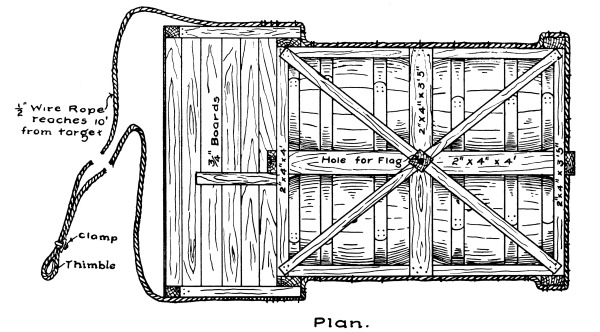 ½" Wire Rope
reaches 10'
from target
Clamp
Thimble
¾" Boards
2"x4"x4'
Hole for Flag
2"x4"x3'5"
2"x4"x4'
2"x4"x3'5"
Plan.